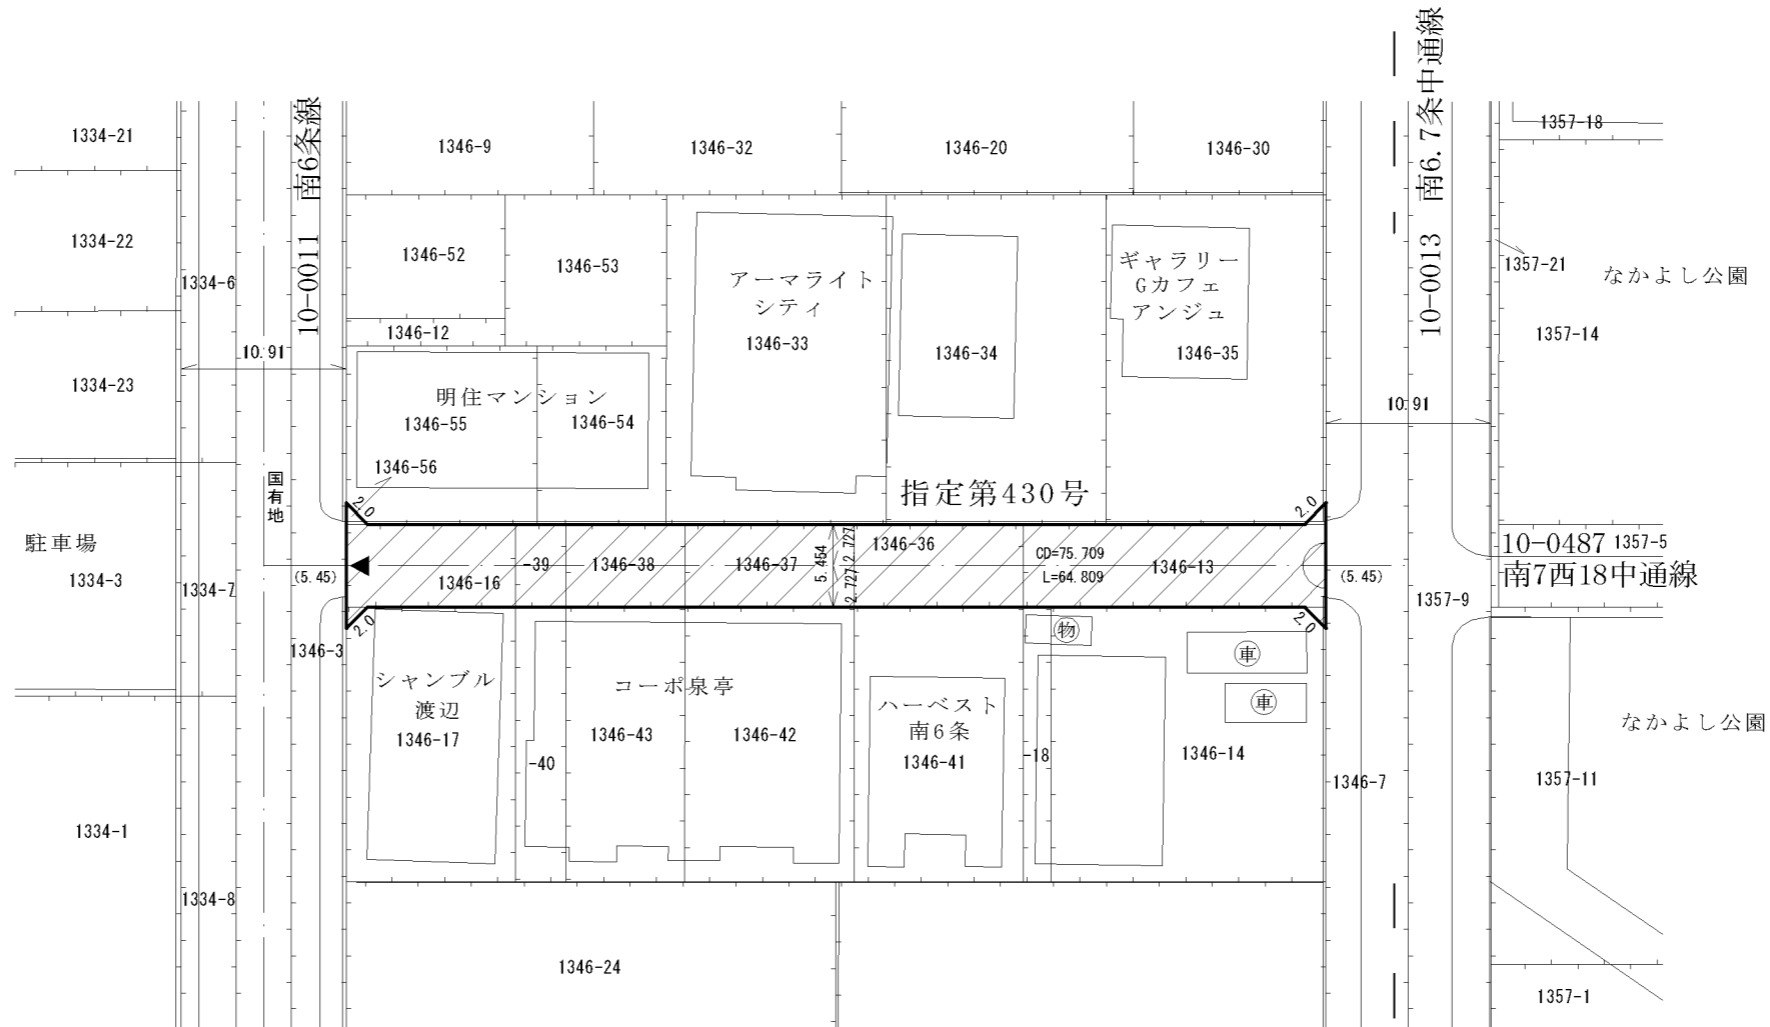 1334-21
1334-22
1334-6
1334-23
10.91
国有地
駐車場
1334-3
1334-7
1334-1
1334-8
10-0011 南6条線
1346-9
1346-32
1346-20
1346-30
1346-52
1346-53
1346-12
アーマライト
シティ
1346-33
1346-34
ギャラリー
Gカフェ
アンジュ
1346-35
明住マンション
1346-55
1346-54
1346-56
指定第430号
2.0
2.0
(5.45)
1346-16
-39
1346-38
1346-37
5.454
2.727
2.727
1346-36
CD=75.709
L=64.809
1346-13
(5.45)
2.0
2.0
1346-3
シャンブル
渡辺
1346-17
-40
コーポ泉亭
1346-43
1346-42
ハーベスト
南6条
1346-41
-18
物
車
車
1346-14
1346-7
1346-24
10-0013 南6.7条中通線
10.91
1357-18
1357-21
なかよし公園
1357-14
10-0487 1357-5
南7西18中通線
1357-9
なかよし公園
1357-11
1357-1